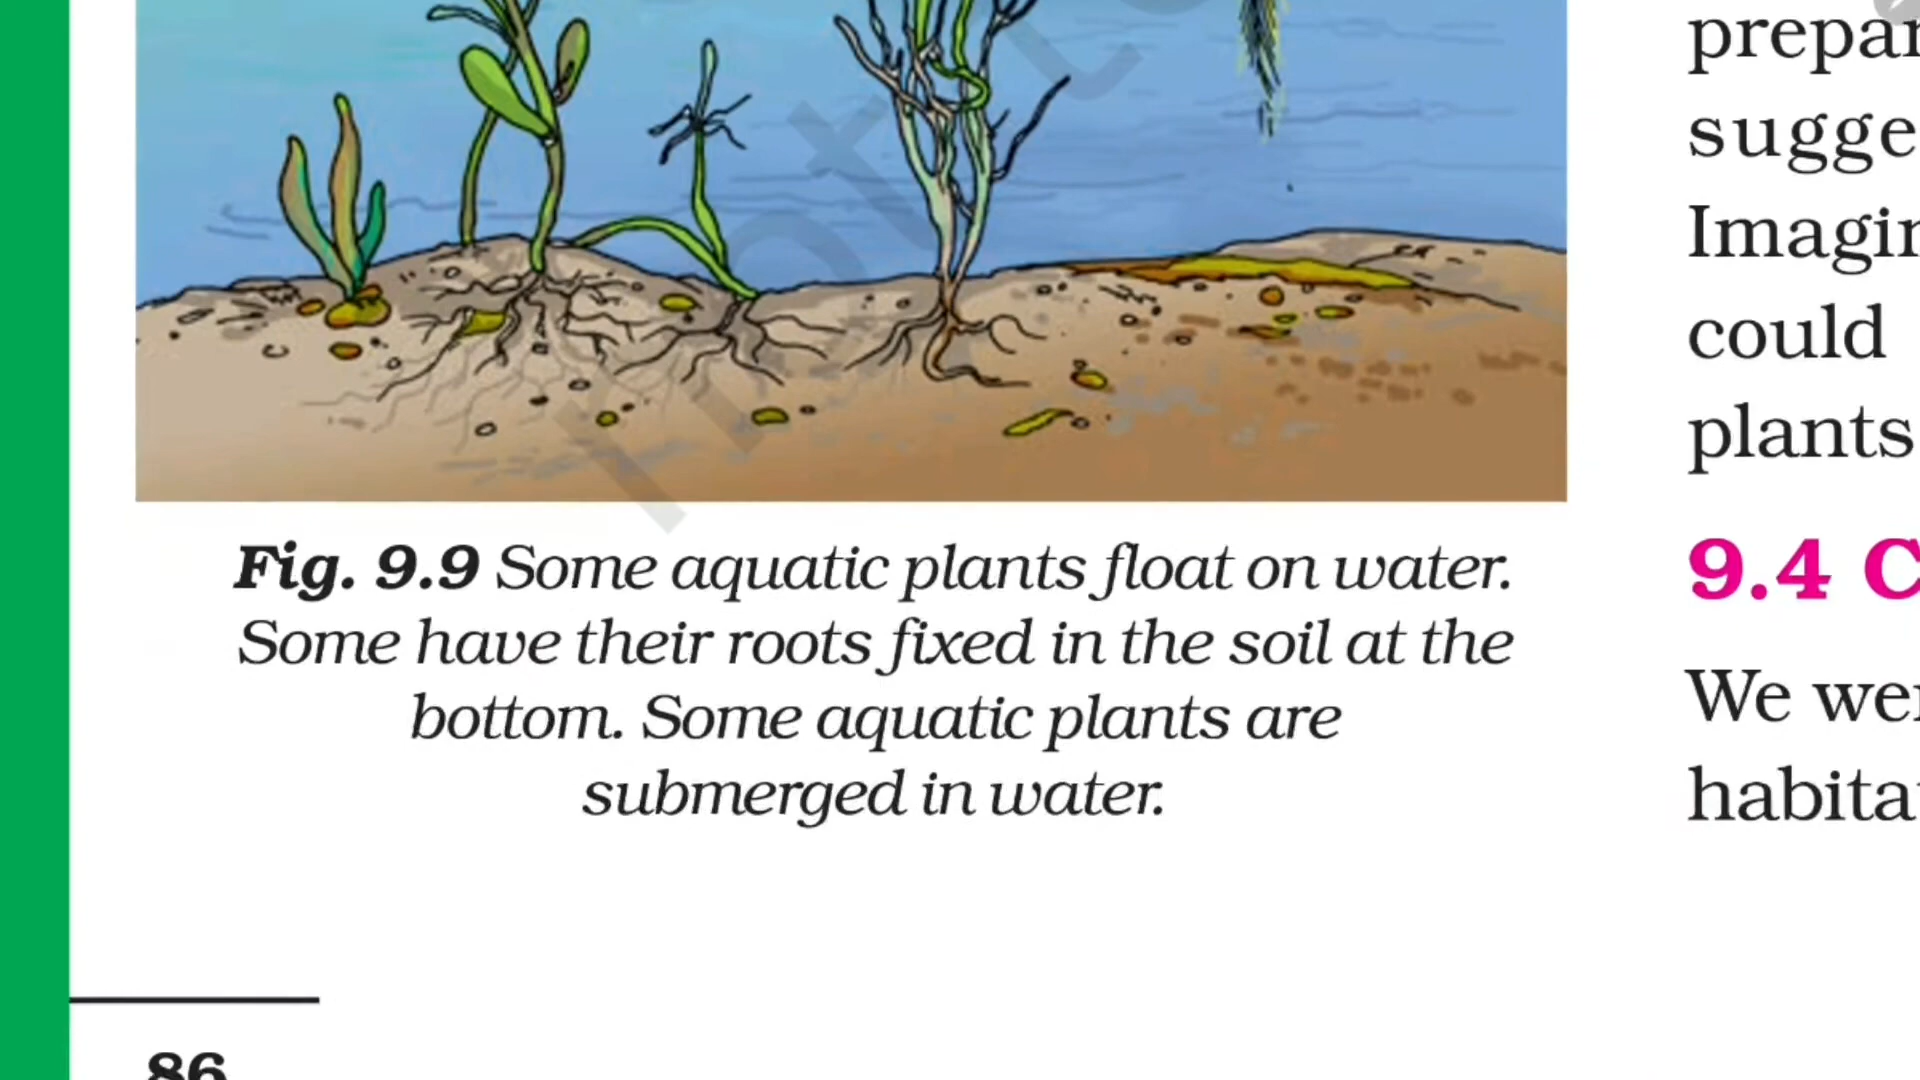 Fig. 9.9 Some aquatic plants float on water.
Some have their roots fixed in the soil at the
bottom. Some aquatic plants are
submerged in water.
86
could
plants
9.4
We